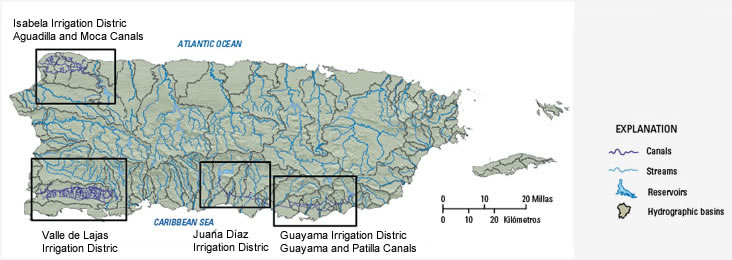 Isabela Irrigation Distric
Aguadilla and Moca Canals
ATLANTIC OCEAN
EXPLANATION
Canals
Streams
Reservoirs
Hydrographic basins
0 10 20 Millas
0 10 20 Kilómetros
CARIBBEAN SEA
Valle de Lajas
Irrigation Distric
Juana Díaz
Irrigation Distric
Guayama Irrigation Distric
Guayama and Patilla Canals